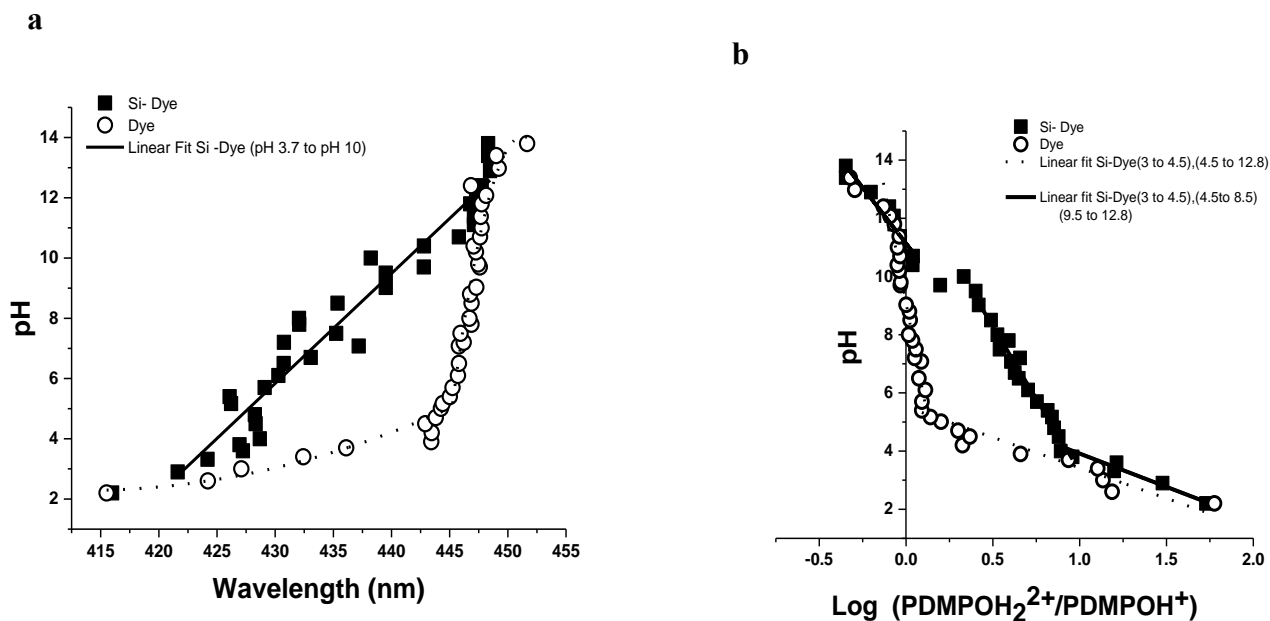 a
Si- Dye
Dye
Linear Fit Si -Dye (pH 3.7 to pH 10)
14
12
10
8
6
4
2
pH
415 420 425 430 435 440 445 450 455
Wavelength (nm)
b
Si- Dye
Dye
Linear fit Si-Dye(3 to 4.5),(4.5 to 12.8)
Linear fit Si-Dye(3 to 4.5),(4.5to 8.5)
(9.5 to 12.8)
14
12
10
8
6
4
2
pH
-0.5 0.0 0.5 1.0 1.5 2.0
Log (PDMPOH₂²⁺/PDMPOH⁺)